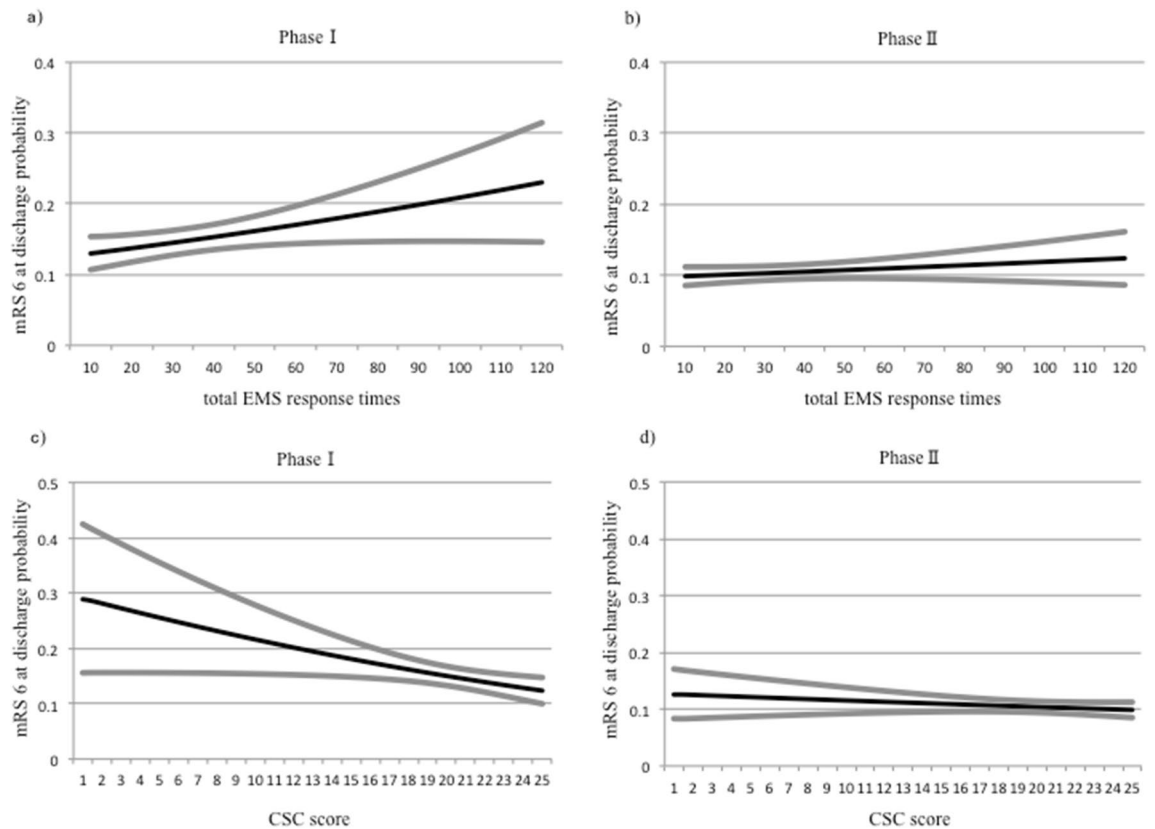 a)
Phase Ⅰ
mRS 6 at discharge probability
0.4
0.3
0.2
0.1
0
10 20 30 40 50 60 70 80 90 100 110 120
total EMS response times
b)
Phase Ⅱ
mRS 6 at discharge probability
0.4
0.3
0.2
0.1
0
10 20 30 40 50 60 70 80 90 100 110 120
total EMS response times
c)
Phase Ⅰ
mRS 6 at discharge probability
0.5
0.4
0.3
0.2
0.1
0
1 2 3 4 5 6 7 8 9 10 11 12 13 14 15 16 17 18 19 20 21 22 23 24 25
CSC score
d)
Phase Ⅱ
mRS 6 at discharge probability
0.5
0.4
0.3
0.2
0.1
0
1 2 3 4 5 6 7 8 9 10 11 12 13 14 15 16 17 18 19 20 21 22 23 24 25
CSC score